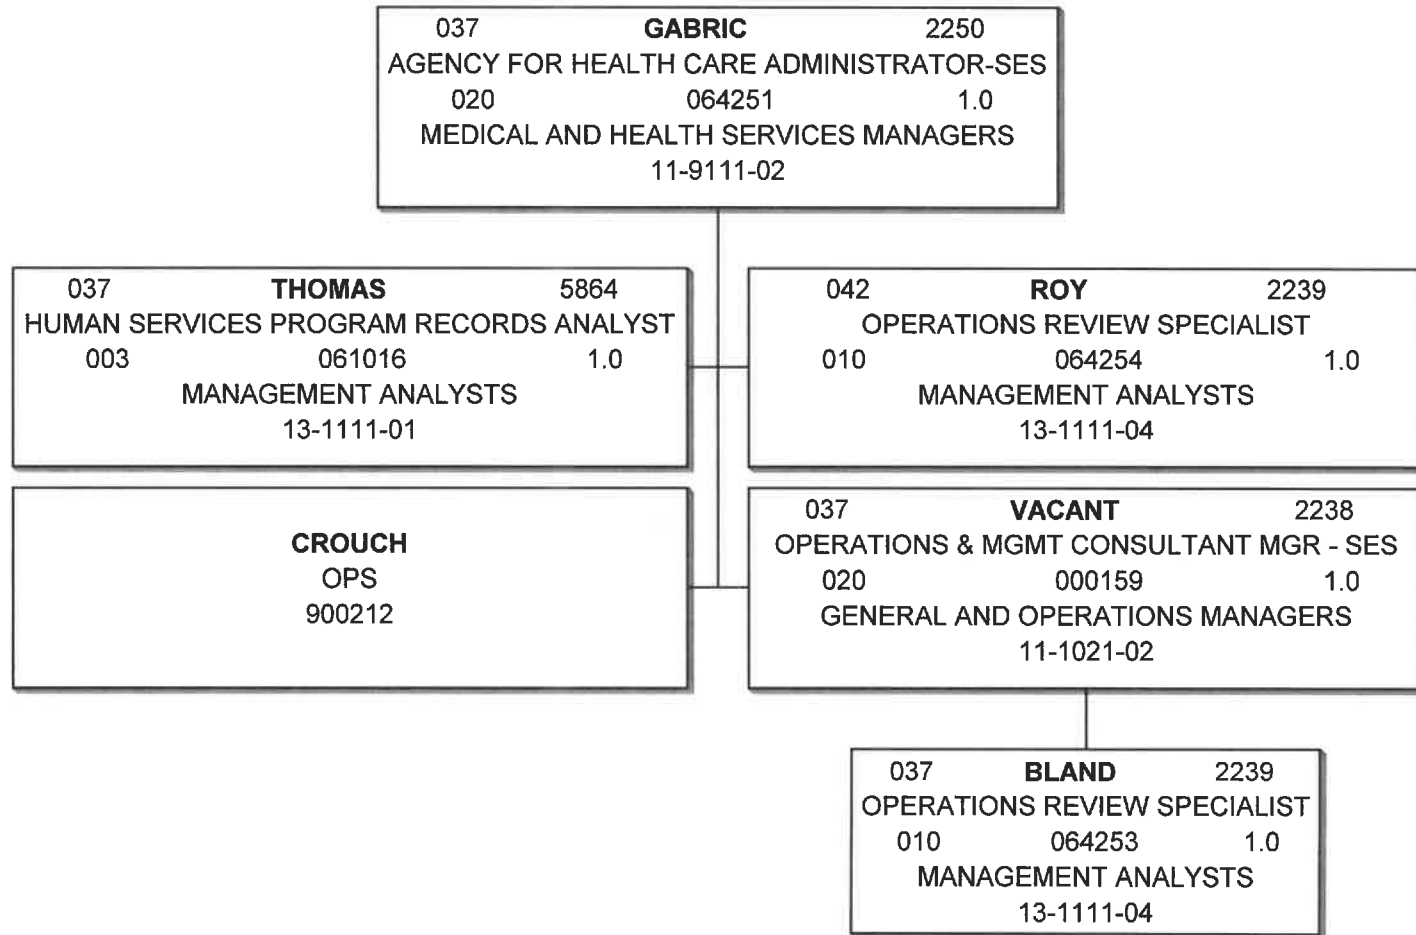 037 GABRIC 2250
AGENCY FOR HEALTH CARE ADMINISTRATOR-SES
020 064251 1.0
MEDICAL AND HEALTH SERVICES MANAGERS
11-9111-02
037 THOMAS 5864
HUMAN SERVICES PROGRAM RECORDS ANALYST
003 061016 1.0
MANAGEMENT ANALYSTS
13-1111-01
042 ROY 2239
OPERATIONS REVIEW SPECIALIST
010 064254 1.0
MANAGEMENT ANALYSTS
13-1111-04
CROUCH
OPS
900212
037 VACANT 2238
OPERATIONS & MGMT CONSULTANT MGR - SES
020 000159 1.0
GENERAL AND OPERATIONS MANAGERS
11-1021-02
037 BLAND 2239
OPERATIONS REVIEW SPECIALIST
010 064253 1.0
MANAGEMENT ANALYSTS
13-1111-04